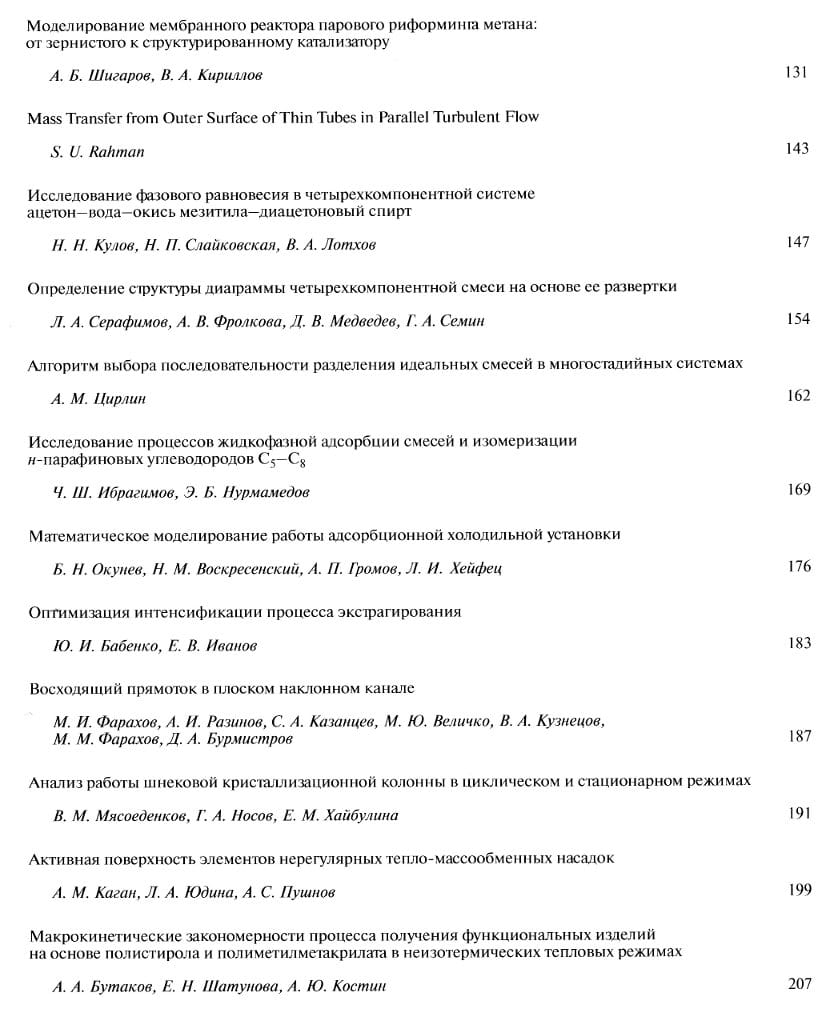 Моделирование мембранного реактора парового риформинга метана:
от зернистого к структурированному катализатору
А. Б. Шигаров, В. А. Кириллов 131
Mass Transfer from Outer Surface of Thin Tubes in Parallel Turbulent Flow
S. U. Rahman 143
Исследование фазового равновесия в четырехкомпонентной системе
ацетон–вода–окись мезитила–диацетоновый спирт
Н. Н. Кулов, Н. П. Слайковская, В. А. Лотхов 147
Определение структуры диаграммы четырехкомпонентной смеси на основе ее развертки
Л. А. Серафимов, А. В. Фролкова, Д. В. Медведев, Г. А. Семин 154
Алгоритм выбора последовательности разделения идеальных смесей в многостадийных системах
А. М. Цирлин 162
Исследование процессов жидкофазной адсорбции смесей и изомеризации
н-парафиновых углеводородов C₅–C₈
Ч. Ш. Ибрагимов, Э. Б. Нурмамедов 169
Математическое моделирование работы адсорбционной холодильной установки
Б. Н. Окунев, Н. М. Воскресенский, А. П. Громов, Л. И. Хейфец 176
Оптимизация интенсификации процесса экстрагирования
Ю. И. Бабенко, Е. В. Иванов 183
Восходящий прямоток в плоском наклонном канале
М. И. Фарахов, А. И. Разинов, С. А. Казанцев, М. Ю. Величко, В. А. Кузнецов,
М. М. Фарахов, Д. А. Бурмистров 187
Анализ работы шнековой кристаллизационной колонны в циклическом и стационарном режимах
В. М. Мясоеденков, Г. А. Носов, Е. М. Хайбулина 191
Активная поверхность элементов нерегулярных тепло-массообменных насадок
А. М. Каган, Л. А. Юдина, А. С. Пушнов 199
Макрокинетические закономерности процесса получения функциональных изделий
на основе полистирола и полиметилметакрилата в неизотермических тепловых режимах
А. А. Бутаков, Е. Н. Шатунова, А. Ю. Костин 207